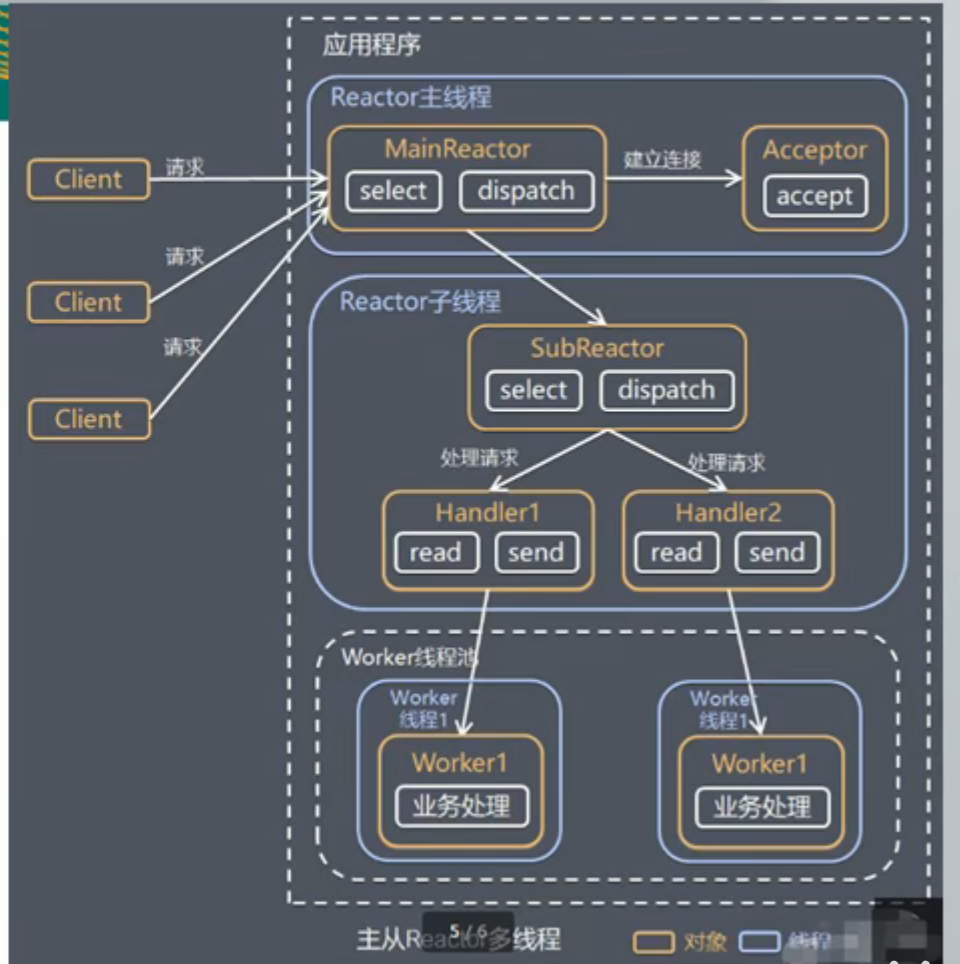 应用程序
Reactor主线程
MainReactor
select
dispatch
建立连接
Acceptor
accept
Client
请求
Client
请求
Client
请求
Reactor子线程
SubReactor
select
dispatch
处理请求
处理请求
Handler1
read
send
Handler2
read
send
Worker线程池
Worker
线程1
Worker1
业务处理
Worker
线程1
Worker1
业务处理
5 / 6
主从Reactor多线程
对象
线程